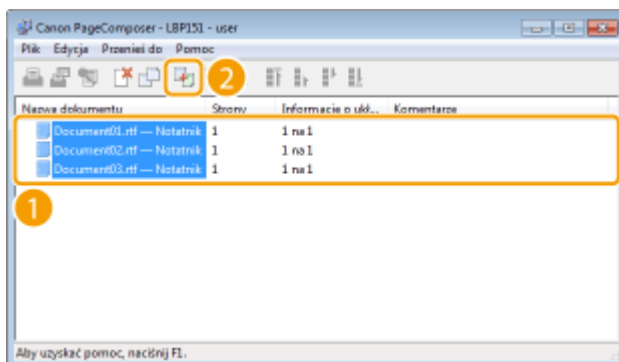 Canon PageComposer - LBP151 - user
Plik Edycja Przenieś do Pomoc
2
Nazwa dokumentu Strony Informacje o ukł... Komentarze
Document01.rtf — Notatnik 1 1 na 1
Document02.rtf — Notatnik 1 1 na 1
Document03.rtf — Notatnik 1 1 na 1
1
Aby uzyskać pomoc, naciśnij F1.